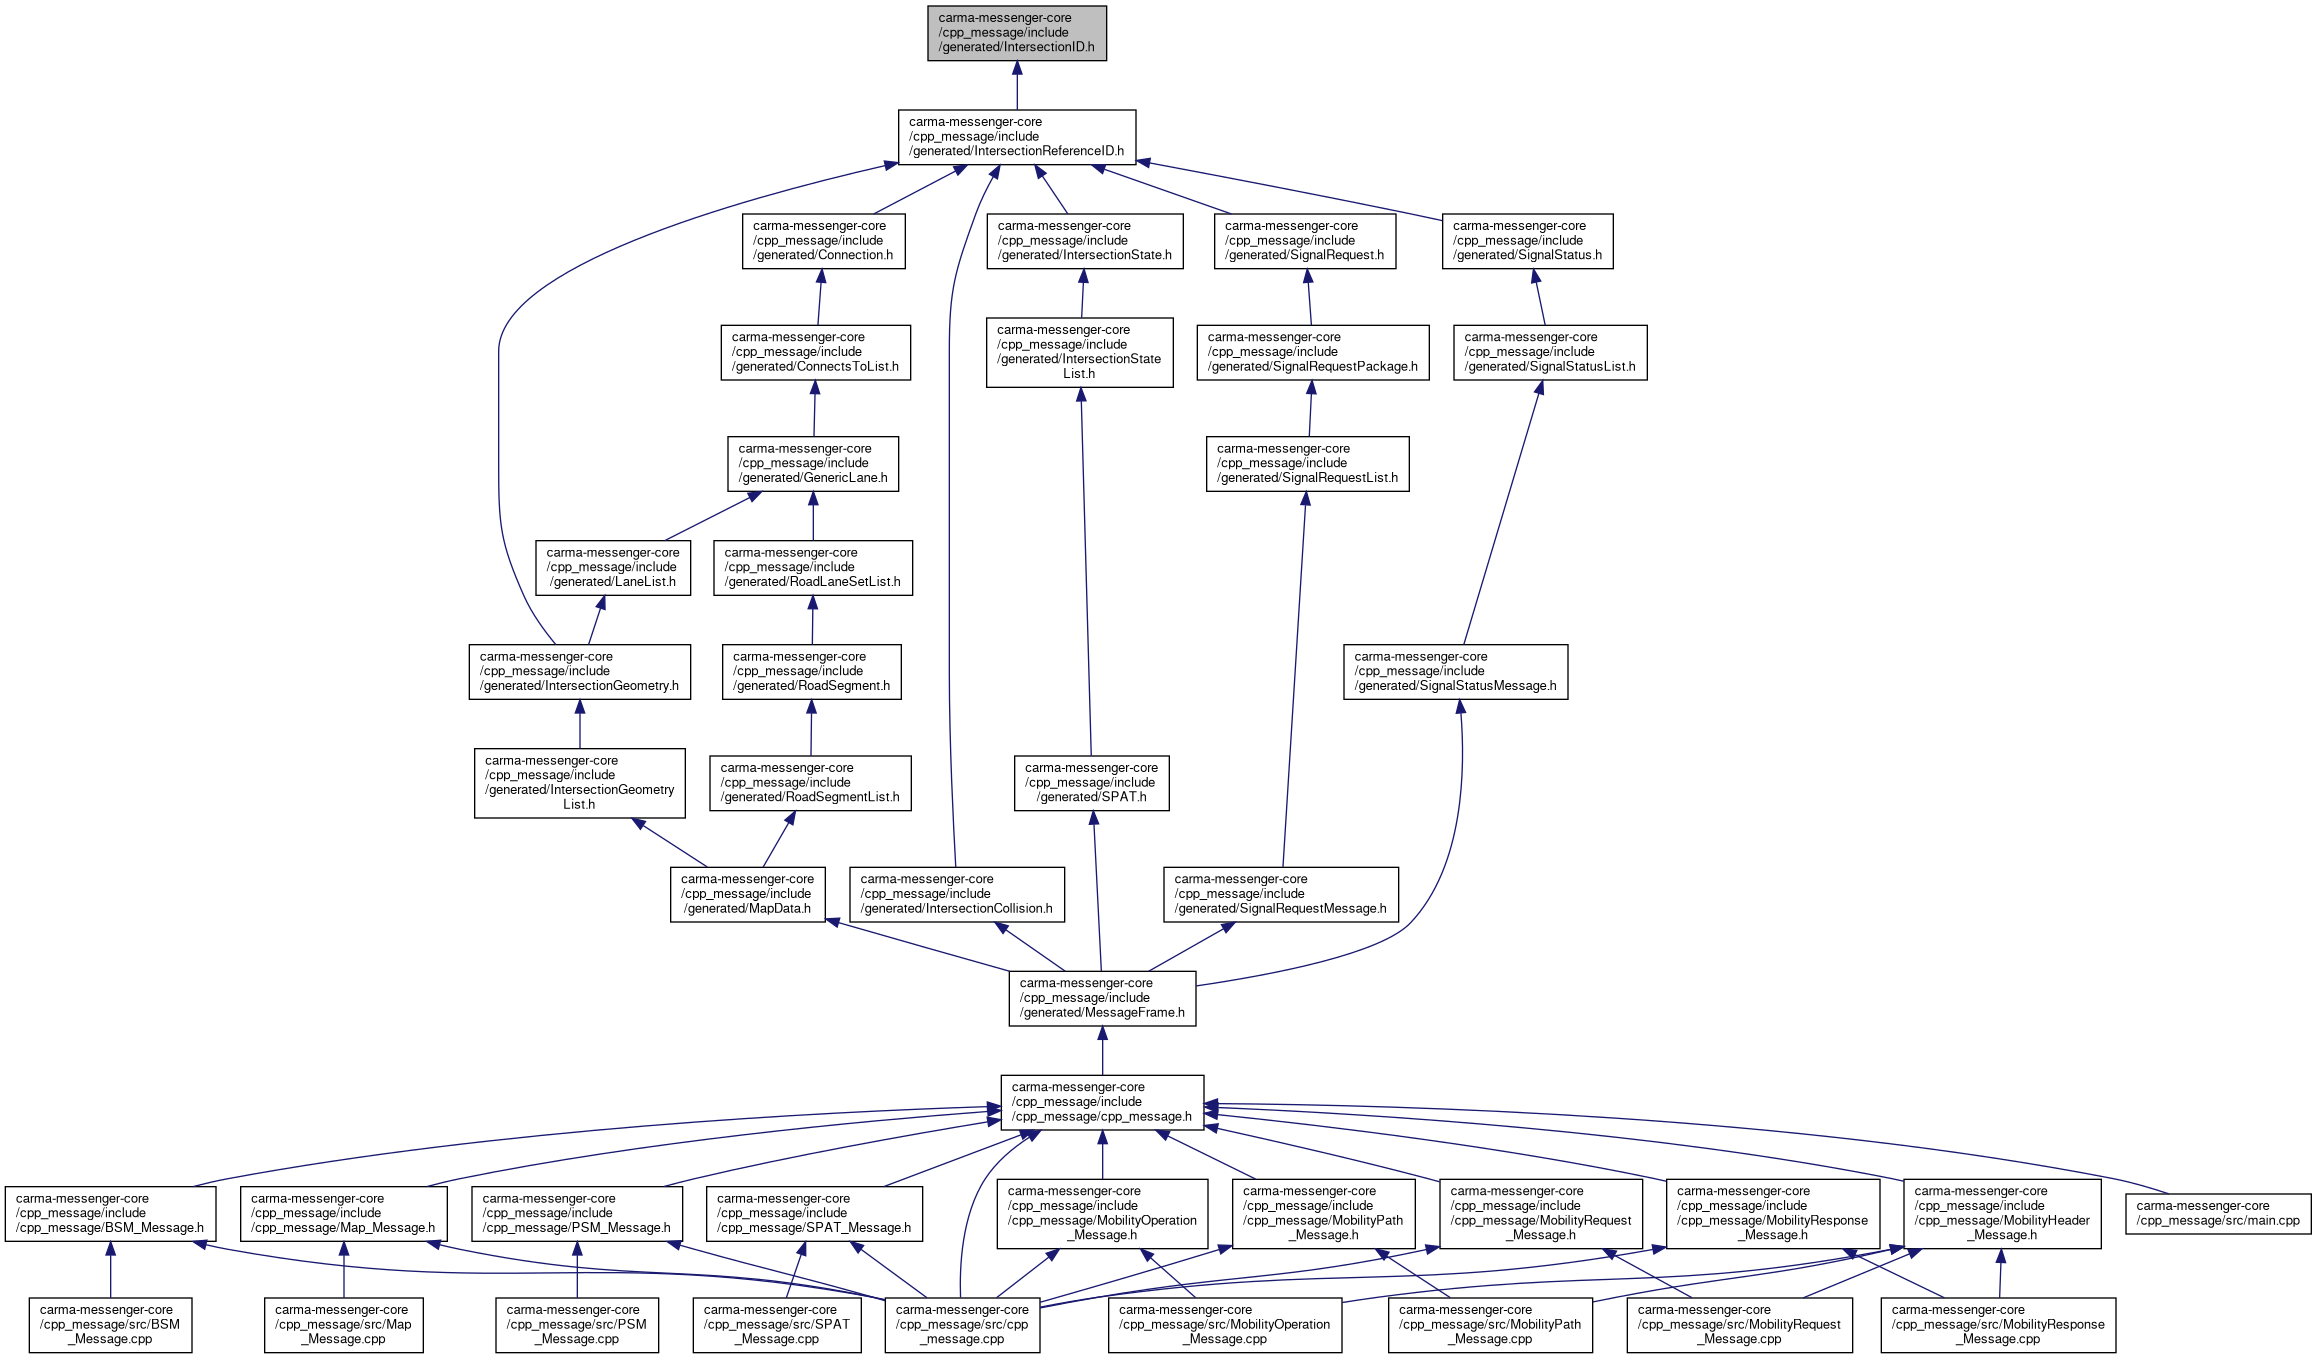 carma-messenger-core
/cpp_message/include
/generated/IntersectionID.h
carma-messenger-core
/cpp_message/include
/generated/IntersectionReferenceID.h
carma-messenger-core
/cpp_message/include
/generated/Connection.h
carma-messenger-core
/cpp_message/include
/generated/IntersectionState.h
carma-messenger-core
/cpp_message/include
/generated/SignalRequest.h
carma-messenger-core
/cpp_message/include
/generated/SignalStatus.h
carma-messenger-core
/cpp_message/include
/generated/ConnectsToList.h
carma-messenger-core
/cpp_message/include
/generated/IntersectionState
List.h
carma-messenger-core
/cpp_message/include
/generated/SignalRequestPackage.h
carma-messenger-core
/cpp_message/include
/generated/SignalStatusList.h
carma-messenger-core
/cpp_message/include
/generated/GenericLane.h
carma-messenger-core
/cpp_message/include
/generated/SignalRequestList.h
carma-messenger-core
/cpp_message/include
/generated/LaneList.h
carma-messenger-core
/cpp_message/include
/generated/RoadLaneSetList.h
carma-messenger-core
/cpp_message/include
/generated/IntersectionGeometry.h
carma-messenger-core
/cpp_message/include
/generated/RoadSegment.h
carma-messenger-core
/cpp_message/include
/generated/SignalStatusMessage.h
carma-messenger-core
/cpp_message/include
/generated/IntersectionGeometry
List.h
carma-messenger-core
/cpp_message/include
/generated/RoadSegmentList.h
carma-messenger-core
/cpp_message/include
/generated/SPAT.h
carma-messenger-core
/cpp_message/include
/generated/MapData.h
carma-messenger-core
/cpp_message/include
/generated/IntersectionCollision.h
carma-messenger-core
/cpp_message/include
/generated/SignalRequestMessage.h
carma-messenger-core
/cpp_message/include
/generated/MessageFrame.h
carma-messenger-core
/cpp_message/include
/cpp_message/cpp_message.h
carma-messenger-core
/cpp_message/include
/cpp_message/BSM_Message.h
carma-messenger-core
/cpp_message/include
/cpp_message/Map_Message.h
carma-messenger-core
/cpp_message/include
/cpp_message/PSM_Message.h
carma-messenger-core
/cpp_message/include
/cpp_message/SPAT_Message.h
carma-messenger-core
/cpp_message/include
/cpp_message/MobilityOperation
_Message.h
carma-messenger-core
/cpp_message/include
/cpp_message/MobilityPath
_Message.h
carma-messenger-core
/cpp_message/include
/cpp_message/MobilityRequest
_Message.h
carma-messenger-core
/cpp_message/include
/cpp_message/MobilityResponse
_Message.h
carma-messenger-core
/cpp_message/include
/cpp_message/MobilityHeader
_Message.h
carma-messenger-core
/cpp_message/src/main.cpp
carma-messenger-core
/cpp_message/src/BSM
_Message.cpp
carma-messenger-core
/cpp_message/src/Map
_Message.cpp
carma-messenger-core
/cpp_message/src/PSM
_Message.cpp
carma-messenger-core
/cpp_message/src/SPAT
_Message.cpp
carma-messenger-core
/cpp_message/src/cpp
_message.cpp
carma-messenger-core
/cpp_message/src/MobilityOperation
_Message.cpp
carma-messenger-core
/cpp_message/src/MobilityPath
_Message.cpp
carma-messenger-core
/cpp_message/src/MobilityRequest
_Message.cpp
carma-messenger-core
/cpp_message/src/MobilityResponse
_Message.cpp